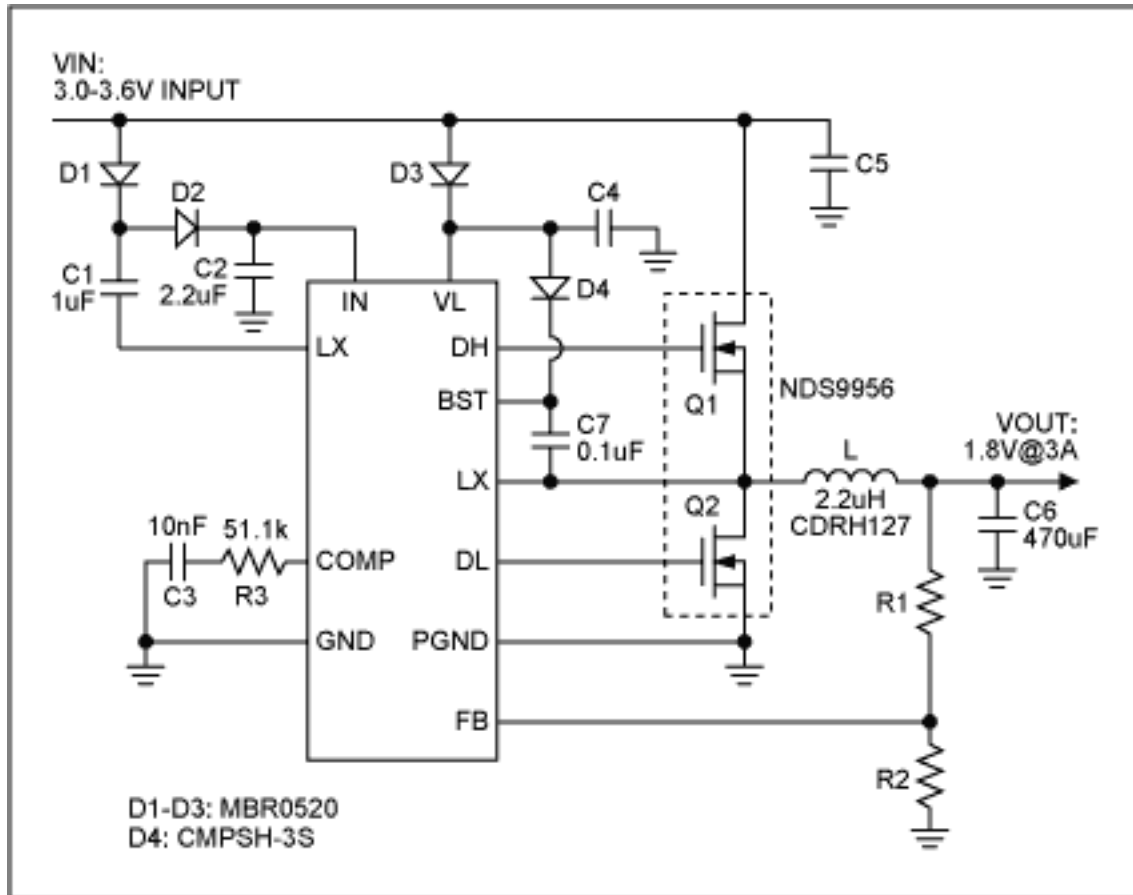 VIN:
3.0-3.6V INPUT
D1
D2
D3
C4
C5
C1
1uF
C2
2.2uF
D4
IN
VL
LX
DH
BST
C7
0.1uF
Q1
NDS9956
VOUT:
1.8V@3A
LX
L
2.2uH
CDRH127
Q2
C6
470uF
10nF
51.1k
C3
R3
COMP
DL
R1
GND
PGND
FB
R2
D1-D3: MBR0520
D4: CMPSH-3S